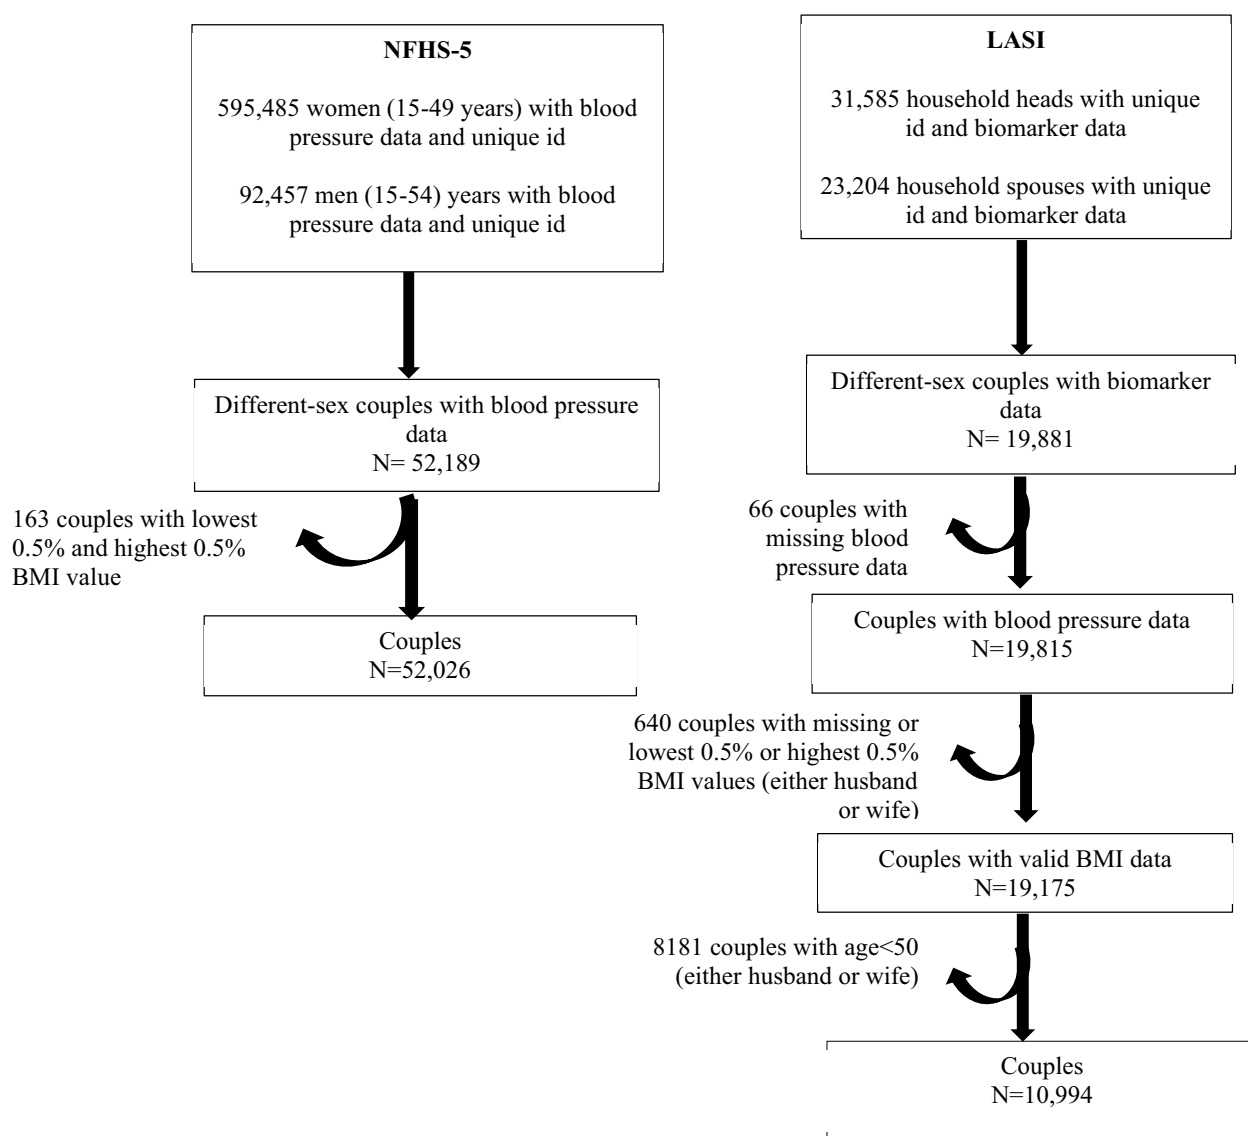 NFHS-5
595,485 women (15-49 years) with blood
pressure data and unique id
92,457 men (15-54) years with blood
pressure data and unique id
Different-sex couples with blood pressure
data
N= 52,189
163 couples with lowest
0.5% and highest 0.5%
BMI value
Couples
N=52,026
LASI
31,585 household heads with unique
id and biomarker data
23,204 household spouses with unique
id and biomarker data
Different-sex couples with biomarker
data
N= 19,881
66 couples with
missing blood
pressure data
Couples with blood pressure data
N=19,815
640 couples with missing or
lowest 0.5% or highest 0.5%
BMI values (either husband
or wife)
Couples with valid BMI data
N=19,175
8181 couples with age<50
(either husband or wife)
Couples
N=10,994